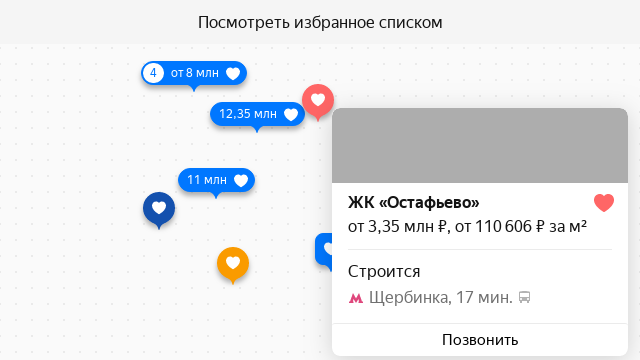 Посмотреть избранное списком
4 от 8 млн
12,35 млн
11 млн
ЖК «Остафьево»
от 3,35 млн ₽, от 110 606 ₽ за м²
Строится
Щербинка, 17 мин.
Позвонить